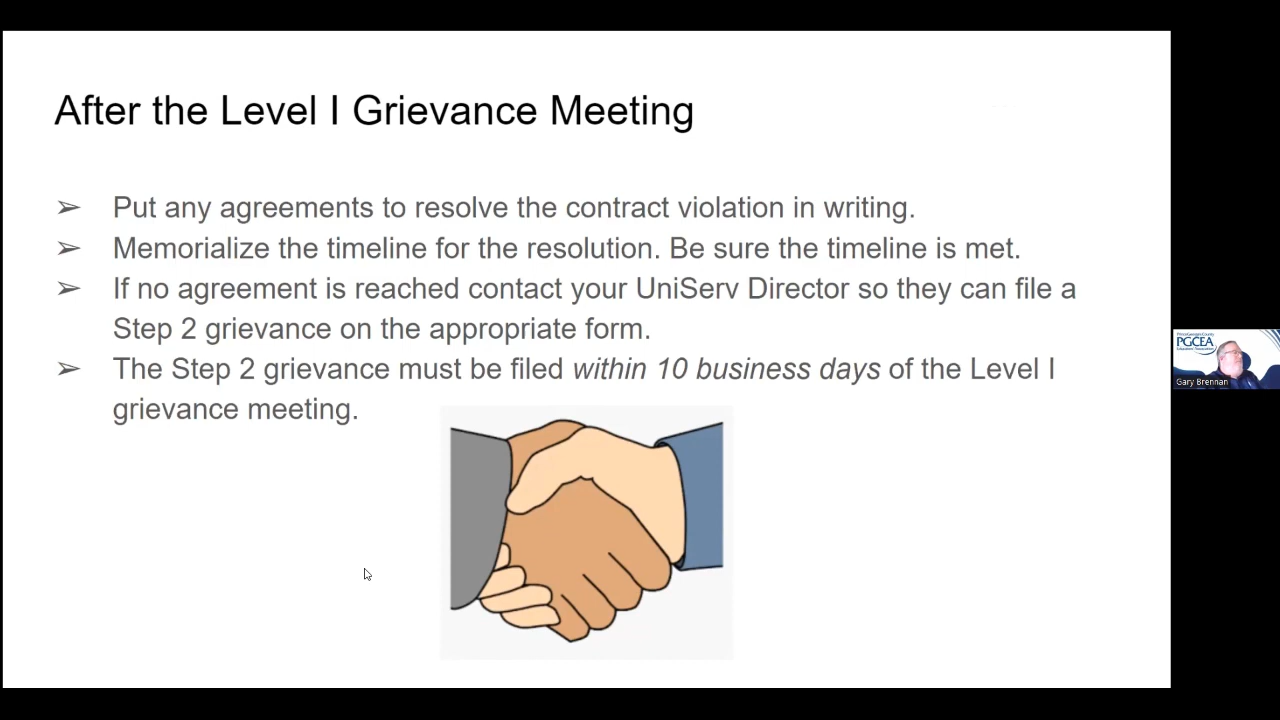 After the Level I Grievance Meeting
➢ Put any agreements to resolve the contract violation in writing.
➢ Memorialize the timeline for the resolution. Be sure the timeline is met.
➢ If no agreement is reached contact your UniServ Director so they can file a
Step 2 grievance on the appropriate form.
➢ The Step 2 grievance must be filed within 10 business days of the Level I
grievance meeting.
PGCEA
Gary Brennan